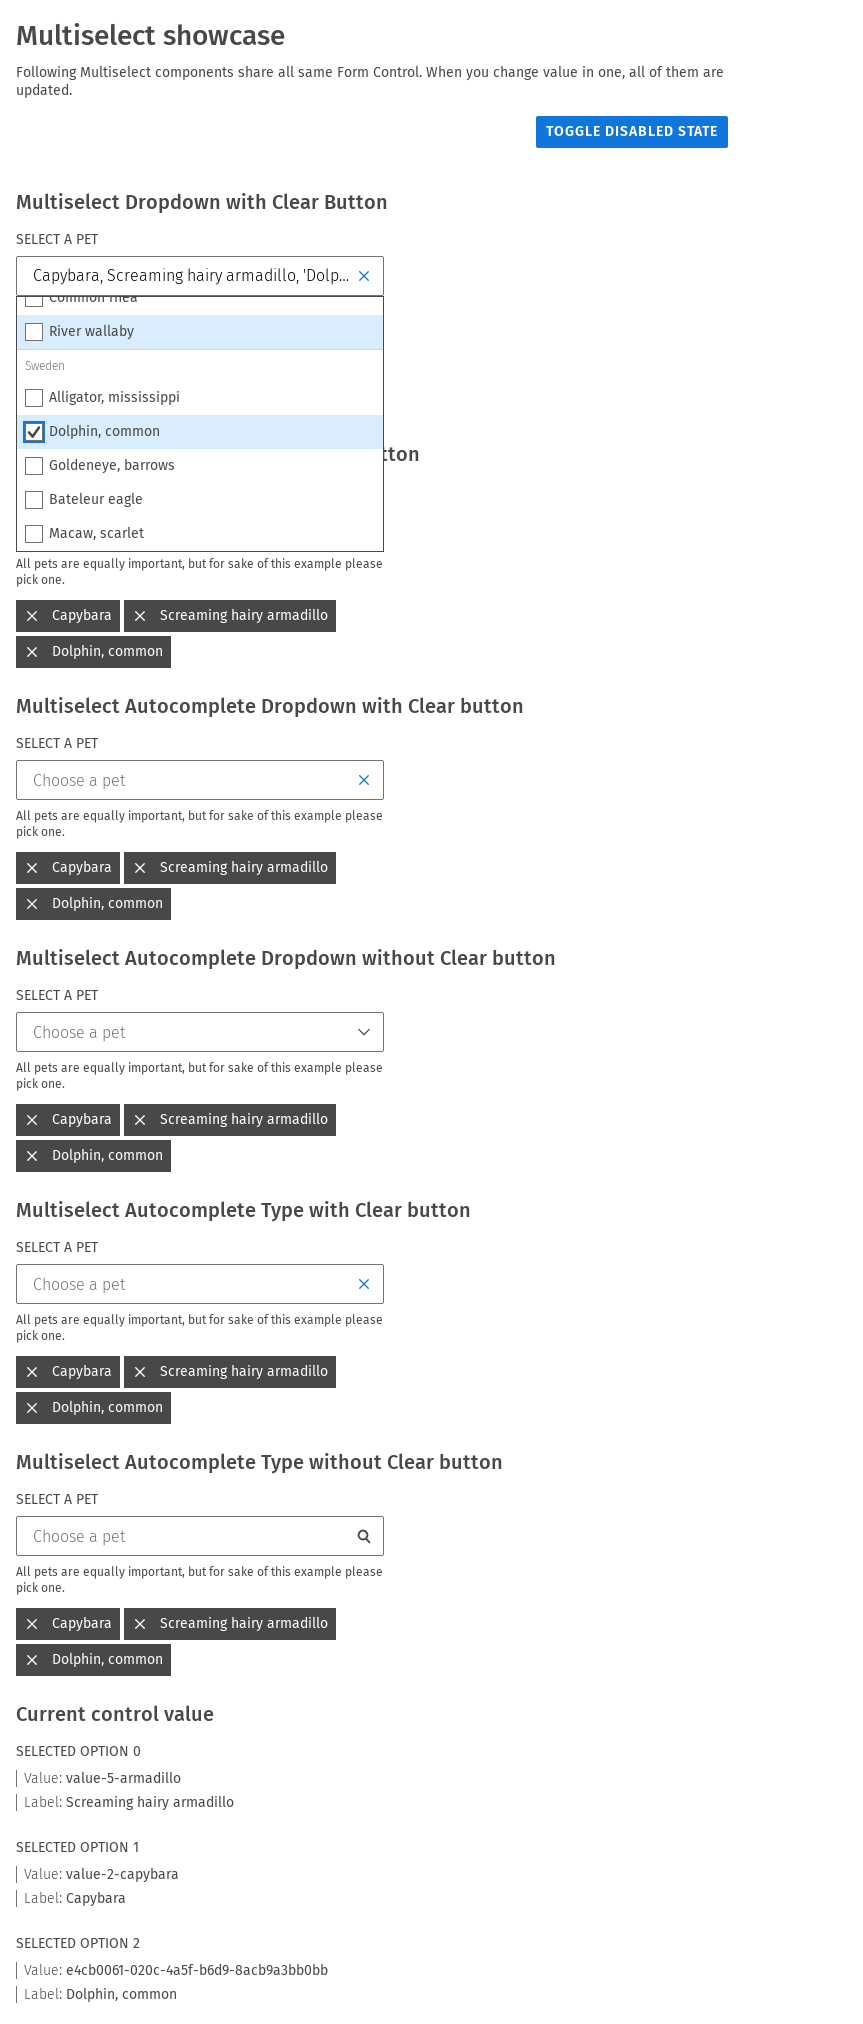 Multiselect showcase
Following Multiselect components share all same Form Control. When you change value in one, all of them are
updated.
TOGGLE DISABLED STATE
Multiselect Dropdown with Clear Button
SELECT A PET
Capybara, Screaming hairy armadillo, 'Dolp...
Common rhea
River wallaby
Sweden
Alligator, mississippi
Dolphin, common
tton
Goldeneye, barrows
Bateleur eagle
Macaw, scarlet
All pets are equally important, but for sake of this example please
pick one.
Capybara Screaming hairy armadillo
Dolphin, common
Multiselect Autocomplete Dropdown with Clear button
SELECT A PET
Choose a pet
All pets are equally important, but for sake of this example please
pick one.
Capybara Screaming hairy armadillo
Dolphin, common
Multiselect Autocomplete Dropdown without Clear button
SELECT A PET
Choose a pet
All pets are equally important, but for sake of this example please
pick one.
Capybara Screaming hairy armadillo
Dolphin, common
Multiselect Autocomplete Type with Clear button
SELECT A PET
Choose a pet
All pets are equally important, but for sake of this example please
pick one.
Capybara Screaming hairy armadillo
Dolphin, common
Multiselect Autocomplete Type without Clear button
SELECT A PET
Choose a pet
All pets are equally important, but for sake of this example please
pick one.
Capybara Screaming hairy armadillo
Dolphin, common
Current control value
SELECTED OPTION 0
Value: value-5-armadillo
Label: Screaming hairy armadillo
SELECTED OPTION 1
Value: value-2-capybara
Label: Capybara
SELECTED OPTION 2
Value: e4cb0061-020c-4a5f-b6d9-8acb9a3bb0bb
Label: Dolphin, common